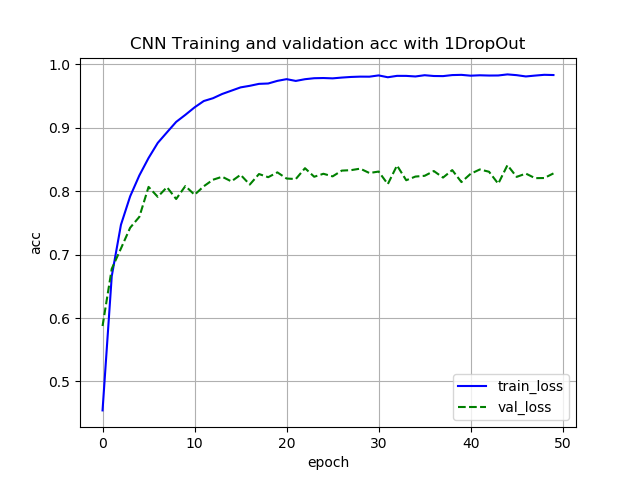 CNN Training and validation acc with 1DropOut
1.0
0.9
0.8
0.7
0.6
0.5
acc
0 10 20 30 40 50
epoch
train_loss
val_loss